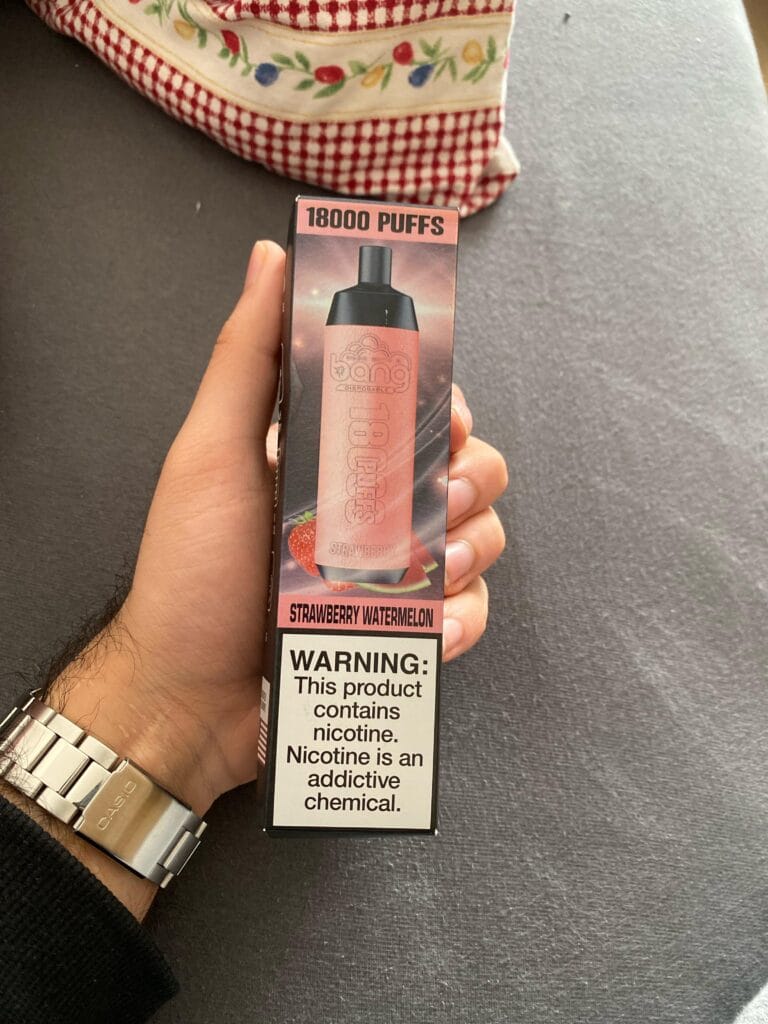 18000 PUFFS
bang
DISPOSABLE
18000
PUFFS
STRAWBERRY
STRAWBERRY WATERMELON
WARNING:
This product
contains
nicotine.
Nicotine is an
addictive
chemical.
CASIO